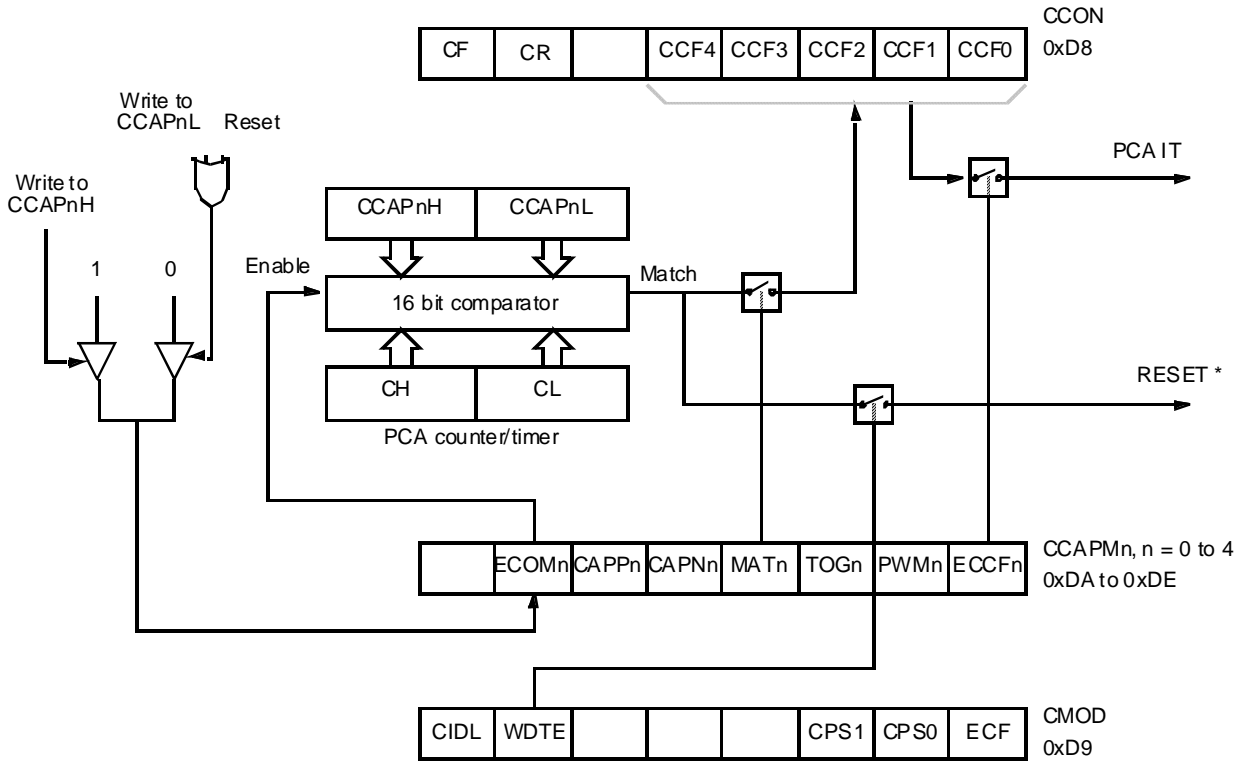 CCON
0xD8
CF CR CCF4 CCF3 CCF2 CCF1 CCF0
Write to
CCAPnL Reset
Write to
CCAPnH
PCA IT
CCAPnH CCAPnL
1 0
Enable
Match
16 bit comparator
CH CL
PCA counter/timer
RESET *
ECOMn CAPPn CAPNn MATn TOGn PWMn ECCFn
CCAPMn, n = 0 to 4
0xDA to 0xDE
CIDL WDTE CPS1 CPS0 ECF
CMOD
0xD9